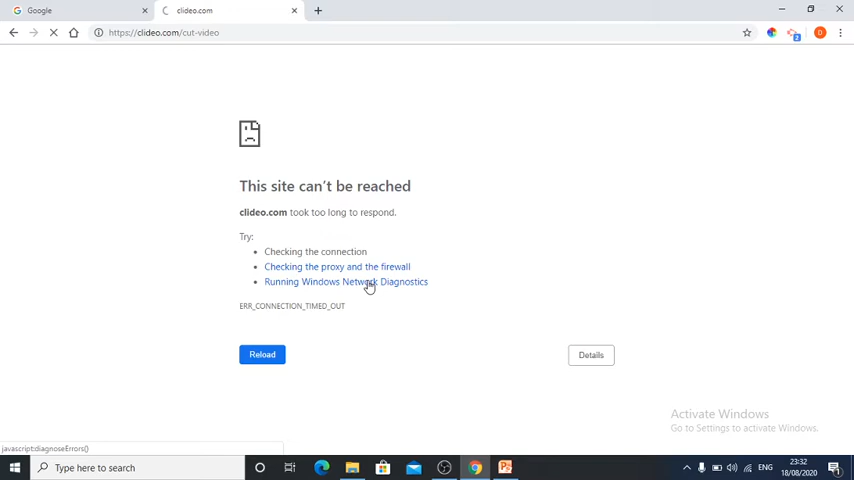 Google
clideo.com
https://clideo.com/cut-video
2
D
This site can't be reached
clideo.com took too long to respond.
Try:
Checking the connection
Checking the proxy and the firewall
Running Windows Network Diagnostics
ERR_CONNECTION_TIMED_OUT
Reload
Details
Activate Windows
Go to Settings to activate Windows.
javascript:diagnoseErrors()
Type here to search
ENG
23:32
18/08/2020